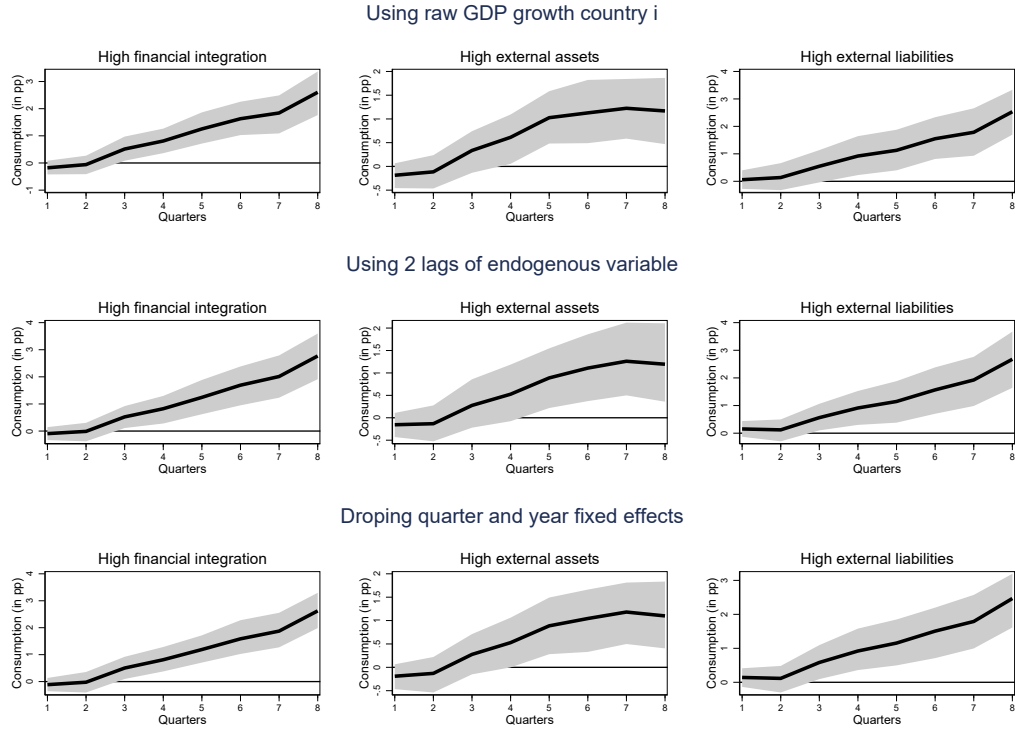 Using raw GDP growth country i
High financial integration
Consumption (in pp)
-1 0 1 2 3
1 2 3 4 5 6 7 8
Quarters
High external assets
Consumption (in pp)
-.5 0 .5 1 1.5 2
1 2 3 4 5 6 7 8
Quarters
High external liabilities
Consumption (in pp)
0 1 2 3 4
1 2 3 4 5 6 7 8
Quarters
Using 2 lags of endogenous variable
High financial integration
Consumption (in pp)
0 1 2 3 4
1 2 3 4 5 6 7 8
Quarters
High external assets
Consumption (in pp)
-.5 0 .5 1 1.5 2
1 2 3 4 5 6 7 8
Quarters
High external liabilities
Consumption (in pp)
0 1 2 3 4
1 2 3 4 5 6 7 8
Quarters
Droping quarter and year fixed effects
High financial integration
Consumption (in pp)
0 1 2 3 4
1 2 3 4 5 6 7 8
Quarters
High external assets
Consumption (in pp)
-.5 0 .5 1 1.5 2
1 2 3 4 5 6 7 8
Quarters
High external liabilities
Consumption (in pp)
0 1 2 3
1 2 3 4 5 6 7 8
Quarters